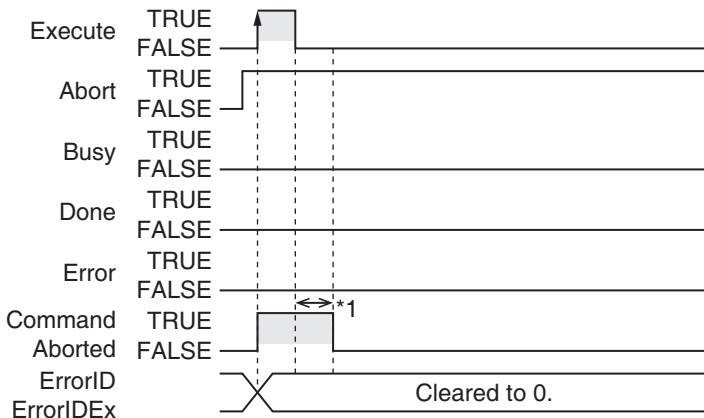 Execute TRUE
FALSE
Abort TRUE
FALSE
Busy TRUE
FALSE
Done TRUE
FALSE
Error TRUE
FALSE
*1
Command TRUE
Aborted FALSE
ErrorID
Cleared to 0.
ErrorIDEx